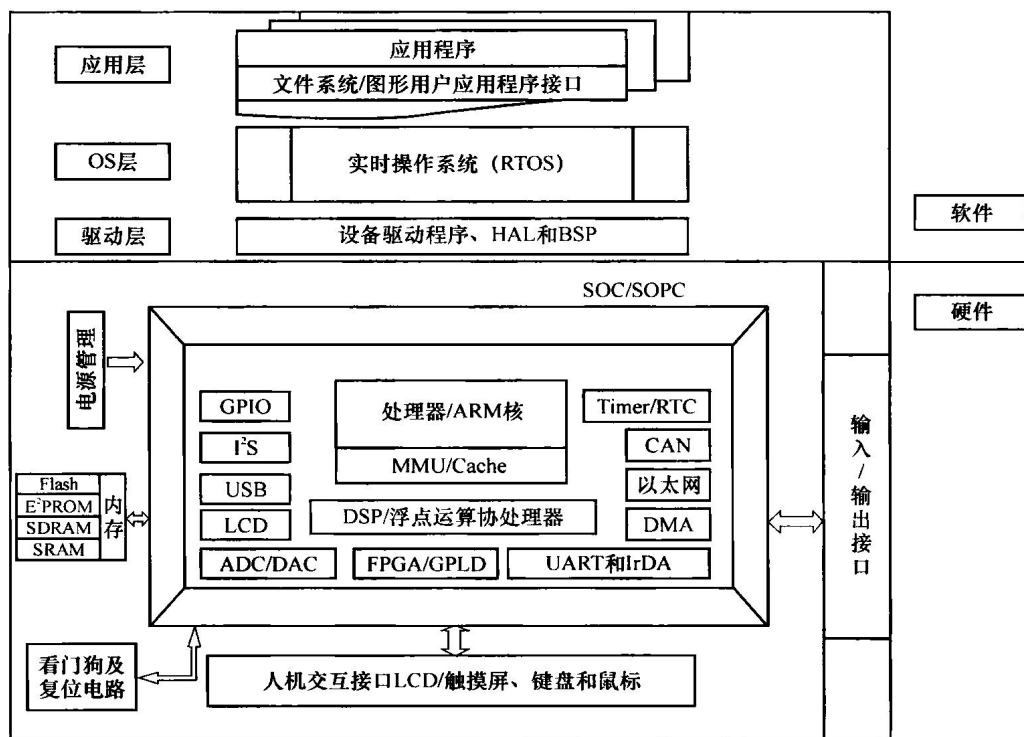 应用层
应用程序
文件系统/图形用户应用程序接口
OS层
实时操作系统（RTOS）
软件
驱动层
设备驱动程序、HAL和BSP
SOC/SOPC
硬件
电源管理
GPIO
处理器/ARM核
Timer/RTC
I²S
CAN
MMU/Cache
USB
以太网
LCD
DSP/浮点运算协处理器
DMA
ADC/DAC
FPGA/GPLD
UART和IrDA
Flash
E²PROM
SDRAM
SRAM
内存
输入/输出接口
看门狗及
复位电路
人机交互接口LCD/触摸屏、键盘和鼠标